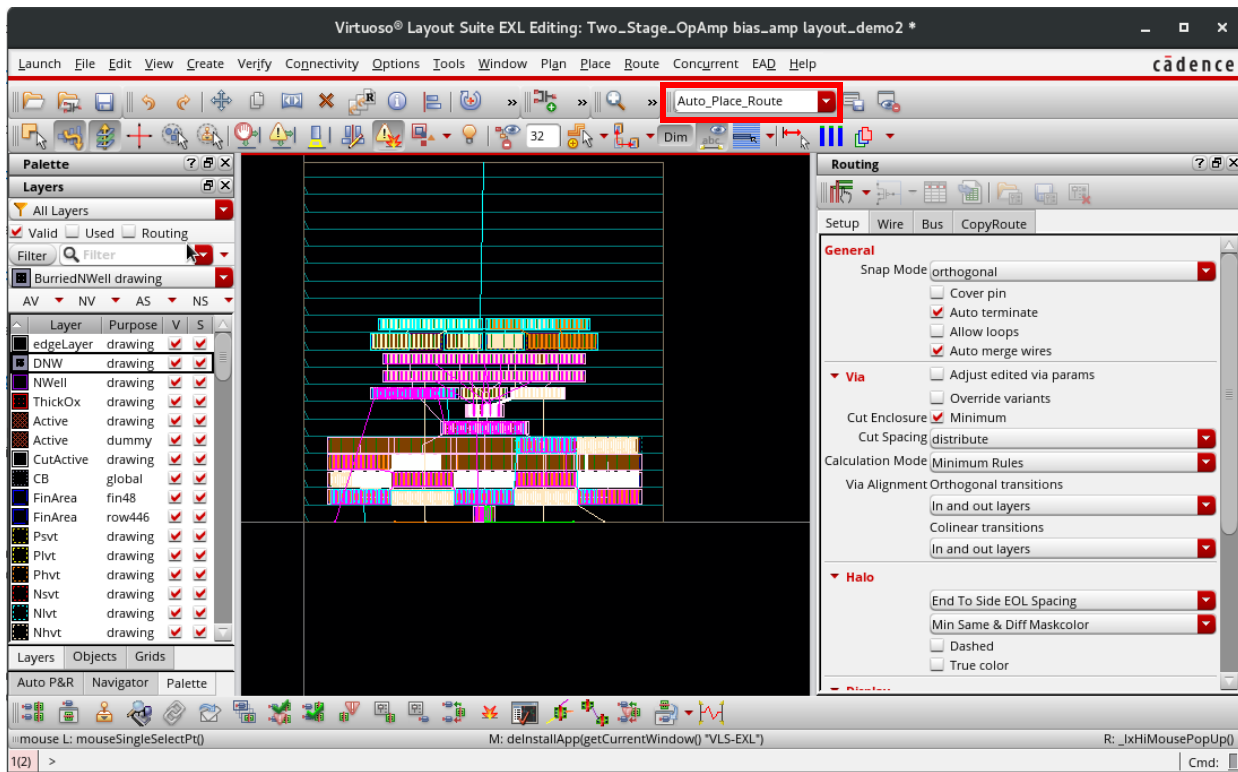 Virtuoso® Layout Suite EXL Editing: Two_Stage_OpAmp bias_amp layout_demo2 *
Launch File Edit View Create Verify Connectivity Options Tools Window Plan Place Route Concurrent EAD Help
cādence
» » » Auto_Place_Route
32 Dim abc
Palette
Layers
All Layers
Valid Used Routing
Filter Filter
BurriedNWell drawing
AV NV AS NS
Layer Purpose V S
edgeLayer drawing
DNW drawing
NWell drawing
ThickOx drawing
Active drawing
Active dummy
CutActive drawing
CB global
FinArea fin48
FinArea row446
Psvt drawing
Plvt drawing
Phvt drawing
Nsvt drawing
Nlvt drawing
Nhvt drawing
Layers Objects Grids
Auto P&R Navigator Palette
Routing
Setup Wire Bus CopyRoute
General
Snap Mode orthogonal
Cover pin
Auto terminate
Allow loops
Auto merge wires
Via Adjust edited via params
Override variants
Cut Enclosure Minimum
Cut Spacing distribute
Calculation Mode Minimum Rules
Via Alignment Orthogonal transitions
In and out layers
Colinear transitions
In and out layers
Halo
End To Side EOL Spacing
Min Same & Diff Maskcolor
Dashed
True color
mouse L: mouseSingleSelectPt() M: deInstallApp(getCurrentWindow() "VLS-EXL") R: _lxHiMousePopUp()
1(2) > Cmd: